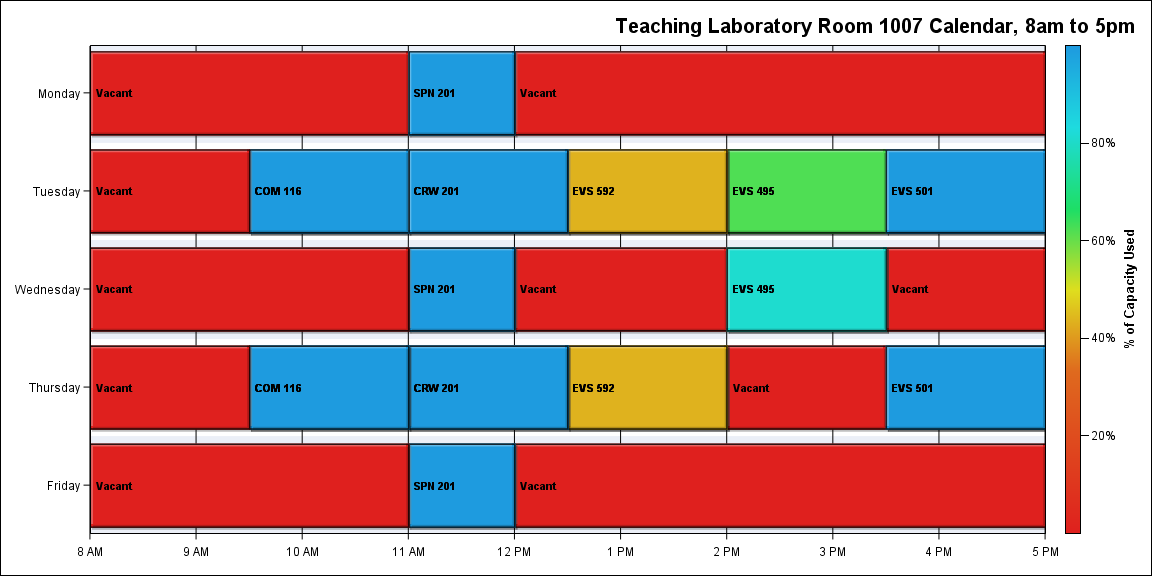 Teaching Laboratory Room 1007 Calendar, 8am to 5pm
Monday
Vacant
SPN 201
Vacant
Tuesday
Vacant
COM 116
CRW 201
EVS 592
EVS 495
EVS 501
Wednesday
Vacant
SPN 201
Vacant
EVS 495
Vacant
Thursday
Vacant
COM 116
CRW 201
EVS 592
Vacant
EVS 501
Friday
Vacant
SPN 201
Vacant
8 AM
9 AM
10 AM
11 AM
12 PM
1 PM
2 PM
3 PM
4 PM
5 PM
80%
60%
40%
20%
% of Capacity Used